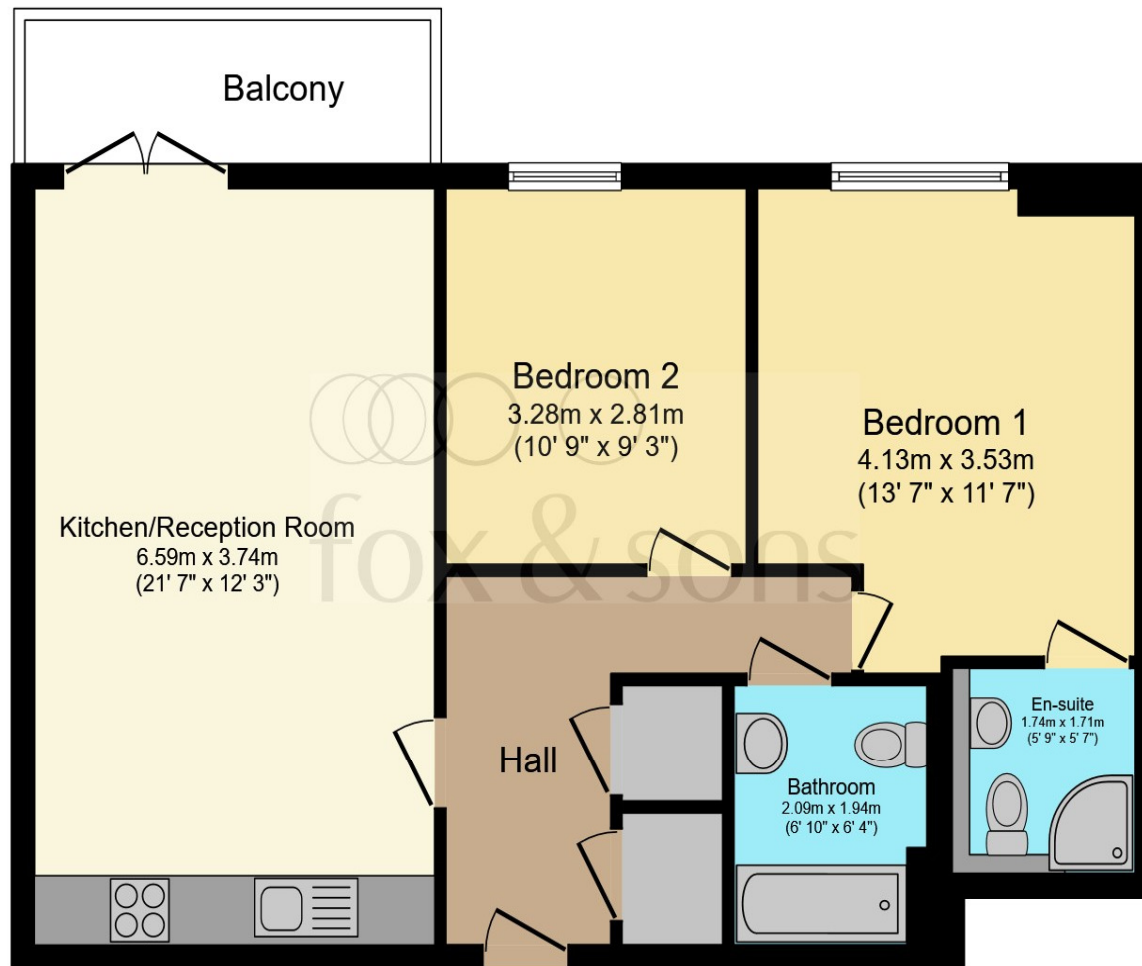 Balcony
Bedroom 2
3.28m x 2.81m
(10' 9" x 9' 3")
Bedroom 1
4.13m x 3.53m
(13' 7" x 11' 7")
Kitchen/Reception Room
6.59m x 3.74m
(21' 7" x 12' 3")
fox & sons
Hall
En-suite
1.74m x 1.71m
(5' 9" x 5' 7")
Bathroom
2.09m x 1.94m
(6' 10" x 6' 4")